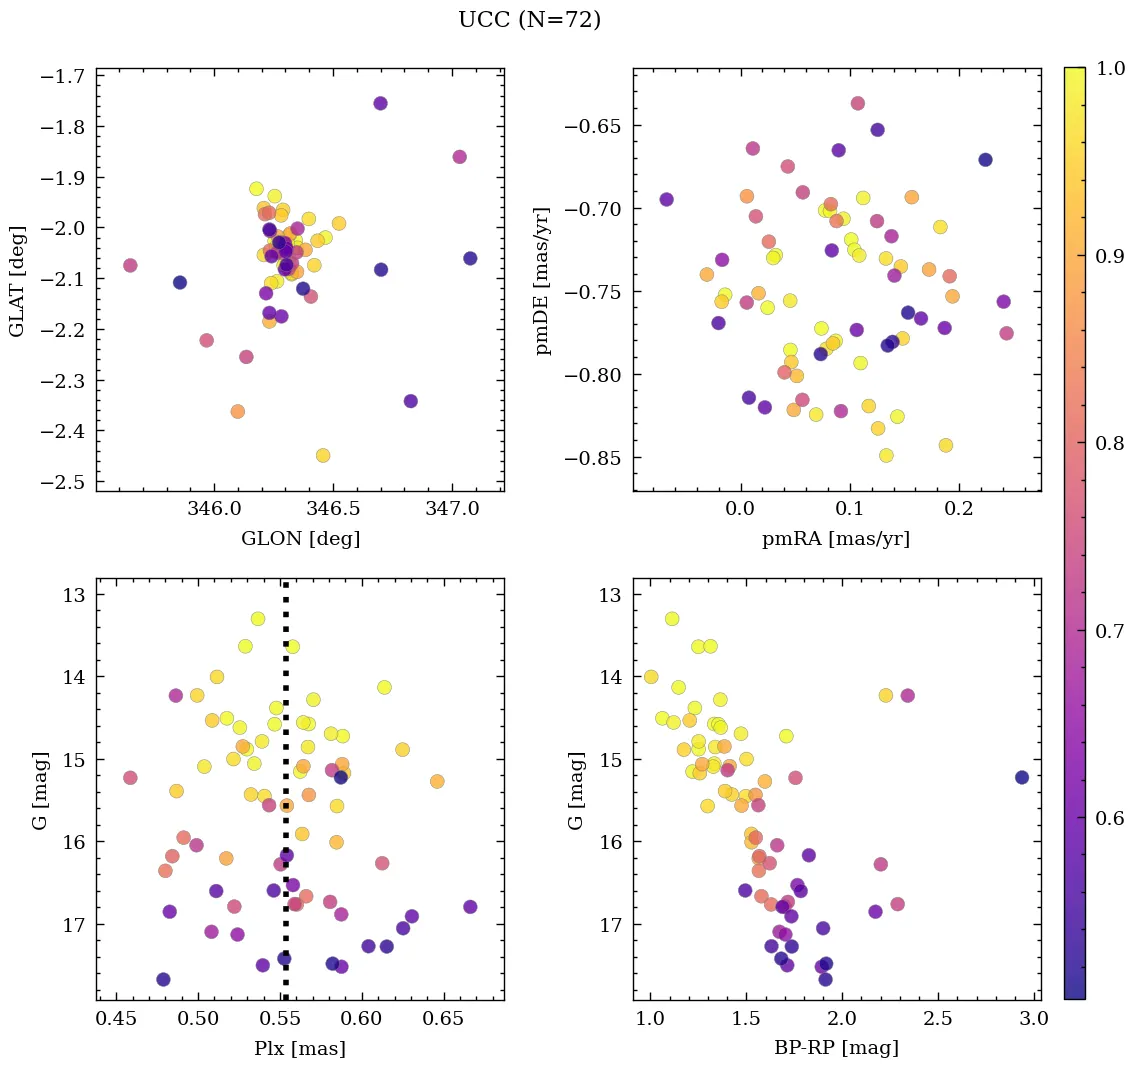 UCC (N=72)
−1.7
−1.8
−1.9
−2.0
−2.1
−2.2
−2.3
−2.4
−2.5
GLAT [deg]
346.0 346.5 347.0
GLON [deg]
−0.65
−0.70
−0.75
−0.80
−0.85
pmDE [mas/yr]
0.0 0.1 0.2
pmRA [mas/yr]
13
14
15
16
17
G [mag]
0.45 0.50 0.55 0.60 0.65
Plx [mas]
13
14
15
16
17
G [mag]
1.0 1.5 2.0 2.5 3.0
BP-RP [mag]
1.0
0.9
0.8
0.7
0.6